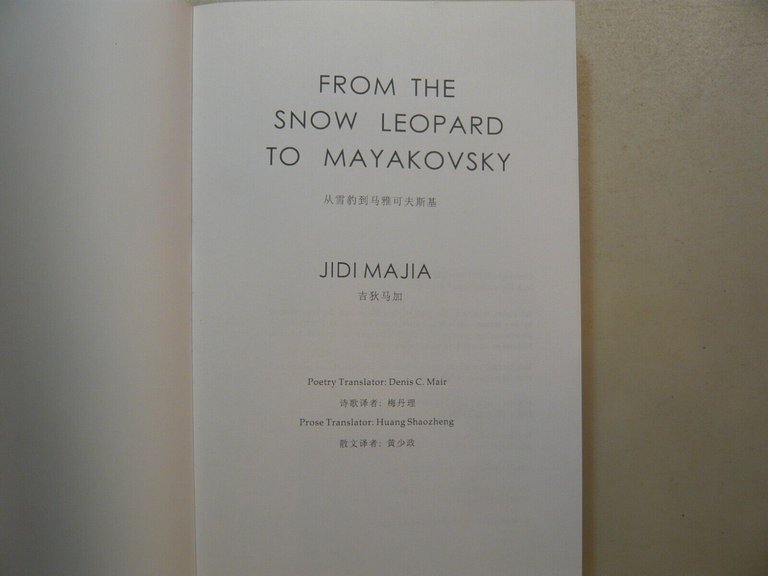 FROM THE
SNOW LEOPARD
TO MAYAKOVSKY
从雪豹到马雅可夫斯基
JIDI MAJIA
吉狄马加
Poetry Translator: Denis C. Mair
诗歌译者：梅丹理
Prose Translator: Huang Shaozheng
散文译者：黄少政